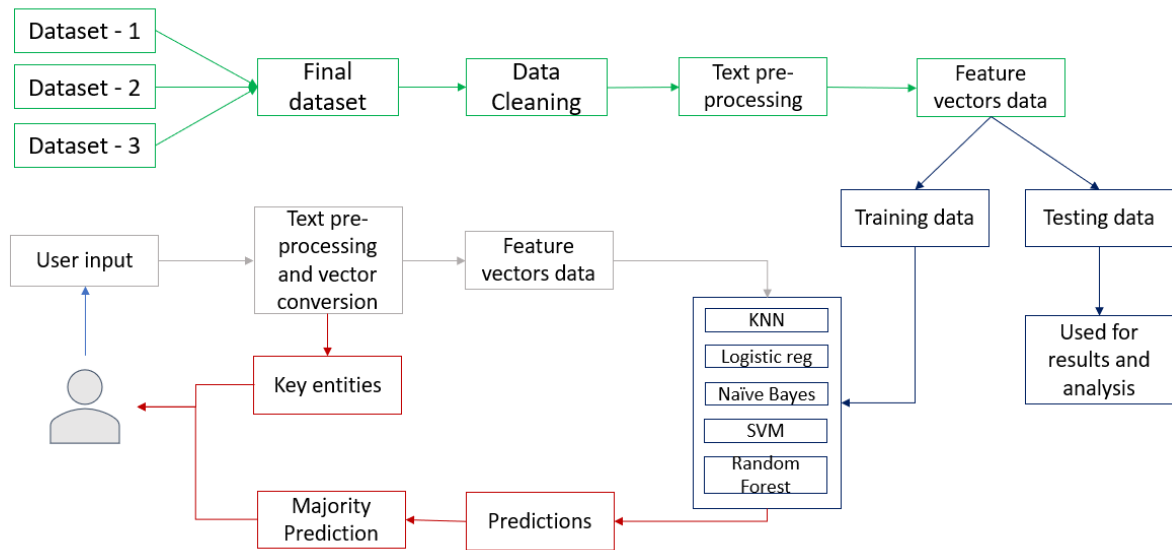 Dataset - 1
Dataset - 2
Dataset - 3
Final
dataset
Data
Cleaning
Text pre-
processing
Feature
vectors data
Training data
Testing data
Used for
results and
analysis
User input
Text pre-
processing
and vector
conversion
Feature
vectors data
KNN
Logistic reg
Naïve Bayes
SVM
Random
Forest
Key entities
Majority
Prediction
Predictions